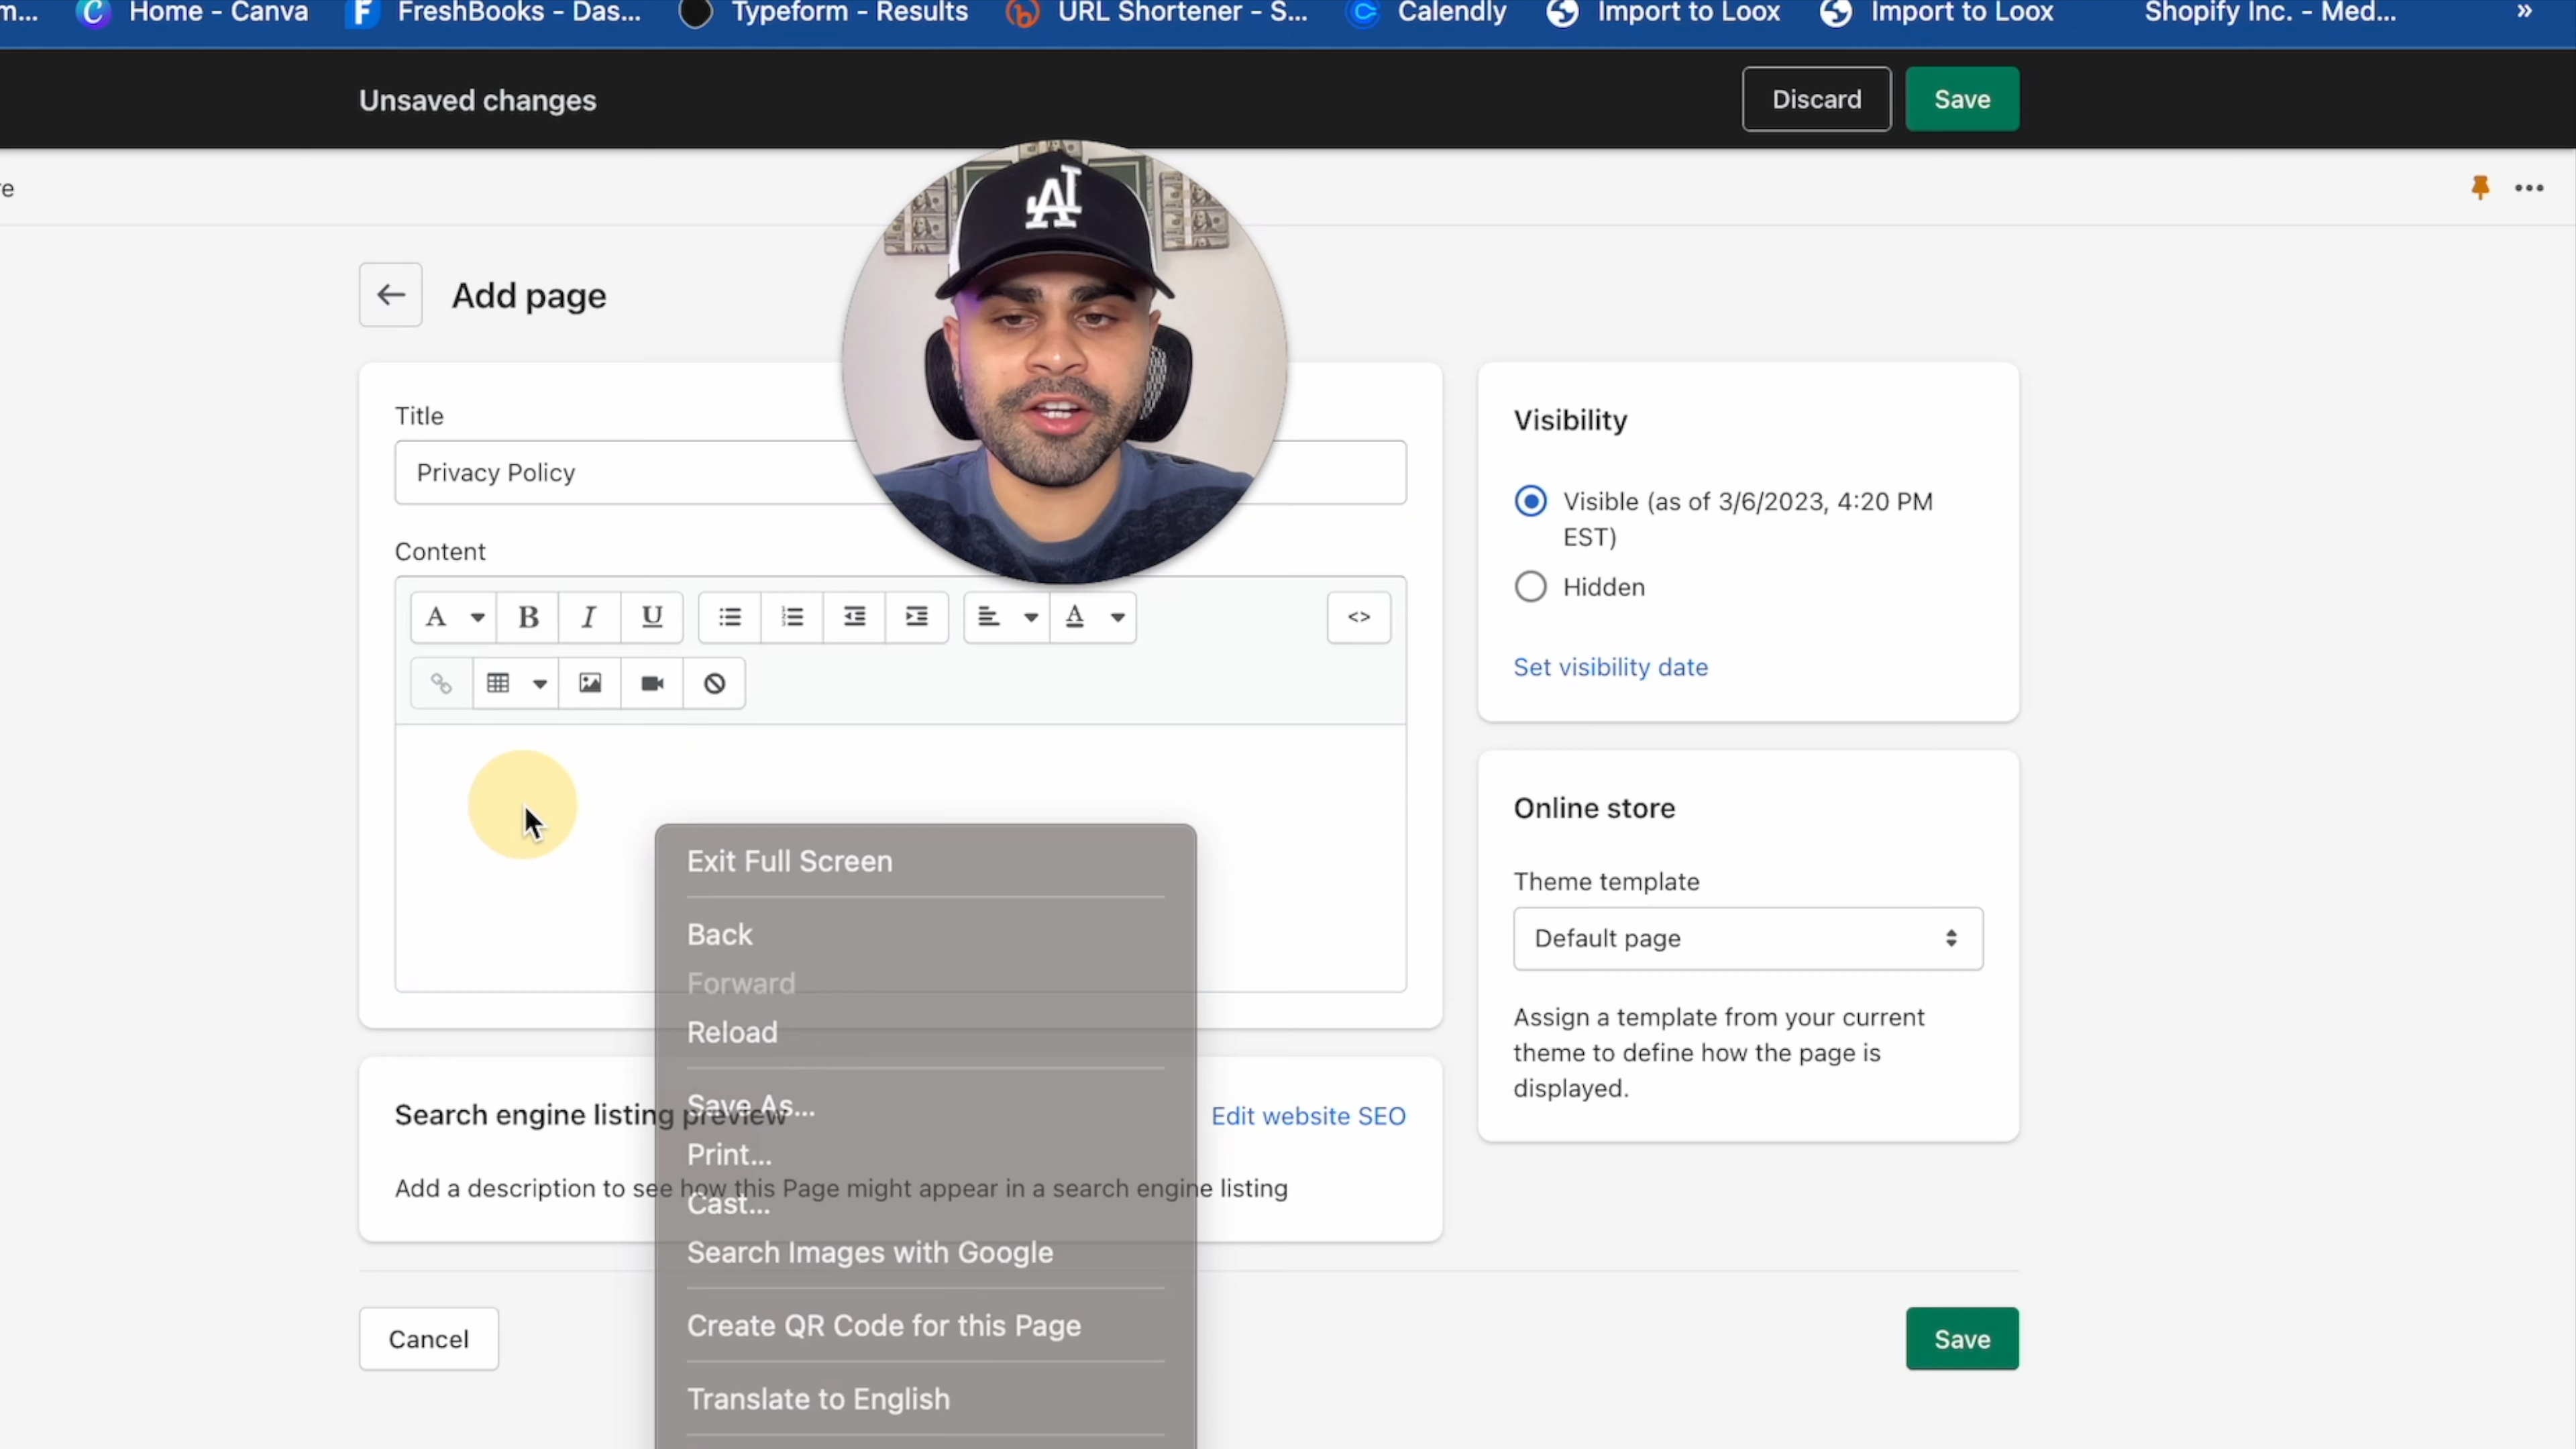 m...
Home - Canva
FreshBooks - Das...
Typeform - Results
URL Shortener - S...
Calendly
Import to Loox
Import to Loox
Shopify Inc. - Med...
»
Unsaved changes
Discard
Save
re
Add page
Title
Privacy Policy
Content
A
B
I
U
A
<>
Visibility
Visible (as of 3/6/2023, 4:20 PM
EST)
Hidden
Set visibility date
Online store
Theme template
Default page
Assign a template from your current
theme to define how the page is
displayed.
Exit Full Screen
Back
Forward
Reload
Save As...
Print...
Cast...
Search Images with Google
Create QR Code for this Page
Translate to English
Search engine listing preview
Edit website SEO
Add a description to see how this Page might appear in a search engine listing
Cancel
Save